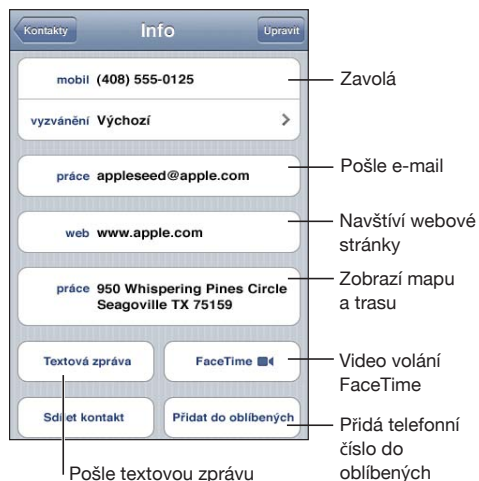 Kontakty
Info
Upravit
mobil (408) 555-0125
vyzvánění Výchozí
práce appleseed@apple.com
web www.apple.com
práce 950 Whispering Pines Circle
Seagoville TX 75159
Textová zpráva
FaceTime
Sdílet kontakt
Přidat do oblíbených
Zavolá
Pošle e-mail
Navštíví webové
stránky
Zobrazí mapu
a trasu
Video volání
FaceTime
Přidá telefonní
číslo do
oblíbených
Pošle textovou zprávu